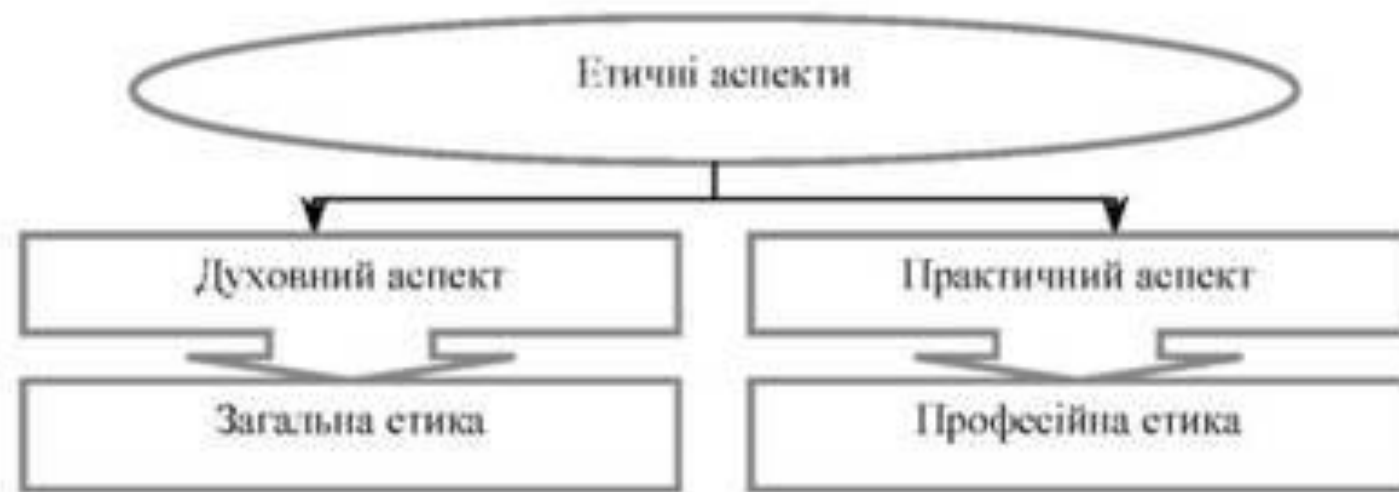 Етичні аспекти
Духовний аспект
Практичний аспект
Загальна етика
Професійна етика